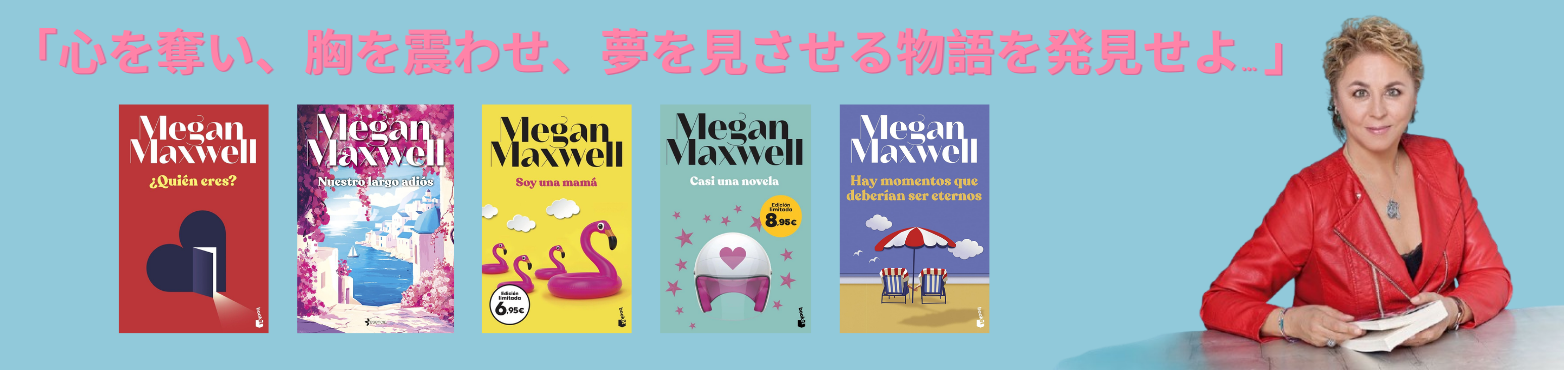 「心を奪い、胸を震わせ、夢を見させる物語を発見せよ…」
Megan
Maxwell
¿Quién eres?
Megan
Maxwell
Nuestro largo adiós
Megan
Maxwell
Soy una mamá
Edición
limitada
6,95€
Megan
Maxwell
Casi una novela
Edición
limitada
8,95€
Megan
Maxwell
Hay momentos que
deberían ser eternos